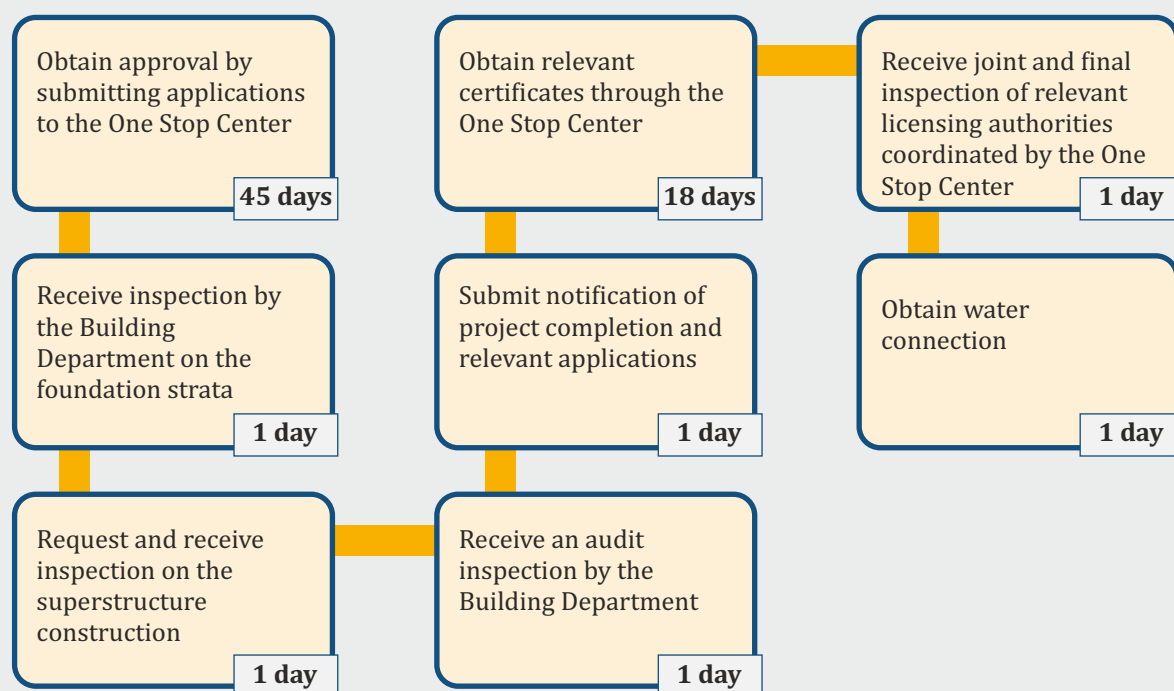 Obtain approval by
submitting applications
to the One Stop Center
45 days
Receive inspection by
the Building
Department on the
foundation strata
1 day
Request and receive
inspection on the
superstructure
construction
1 day
Receive an audit
inspection by the
Building Department
1 day
Submit notification of
project completion and
relevant applications
1 day
Obtain relevant
certificates through the
One Stop Center
18 days
Receive joint and final
inspection of relevant
licensing authorities
coordinated by the One
Stop Center
1 day
Obtain water
connection
1 day